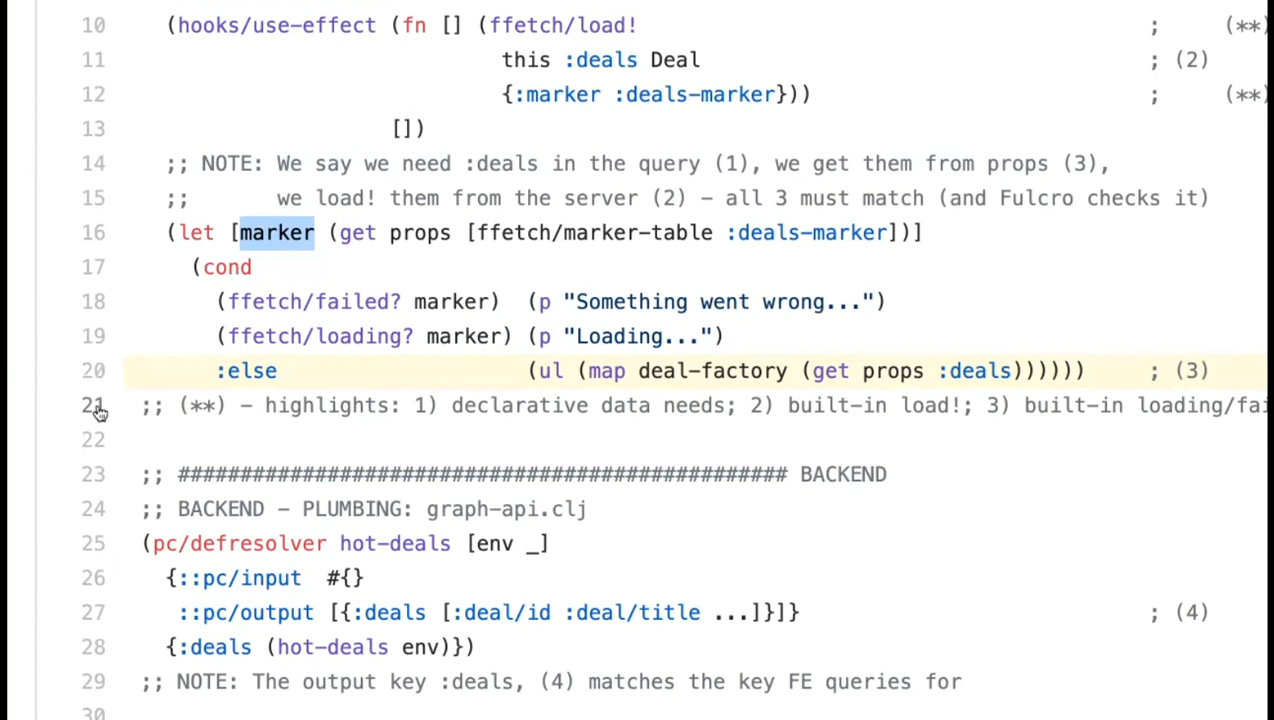 10 (hooks/use-effect (fn [] (ffetch/load! ; (**)
11 this :deals Deal ; (2)
12 {:marker :deals-marker})) ; (**)
13 [])
14 ;; NOTE: We say we need :deals in the query (1), we get them from props (3),
15 ;; we load! them from the server (2) – all 3 must match (and Fulcro checks it)
16 (let [marker (get props [ffetch/marker-table :deals-marker])]
17 (cond
18 (ffetch/failed? marker) (p "Something went wrong...")
19 (ffetch/loading? marker) (p "Loading...")
20 :else (ul (map deal-factory (get props :deals)))))) ; (3)
21 ;; (**) – highlights: 1) declarative data needs; 2) built-in load!; 3) built-in loading/fai
22
23 ;; ################################################# BACKEND
24 ;; BACKEND – PLUMBING: graph-api.clj
25 (pc/defresolver hot-deals [env _]
26 {::pc/input #{}
27 ::pc/output [{:deals [:deal/id :deal/title ...]}]} ; (4)
28 {:deals (hot-deals env)})
29 ;; NOTE: The output key :deals, (4) matches the key FE queries for
30